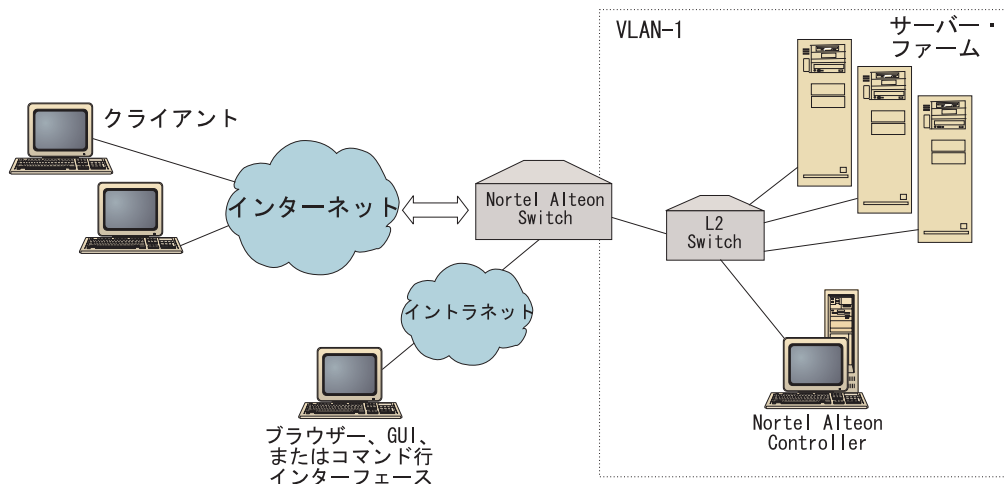 VLAN-1
サーバー・
ファーム
クライアント
インターネット
Nortel Alteon
Switch
L2
Switch
イントラネット
ブラウザー、GUI、
またはコマンド行
インターフェース
Nortel Alteon
Controller